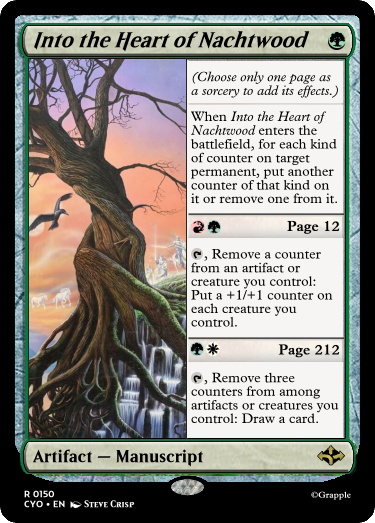 Into the Heart of Nachtwood
(Choose only one page as
a sorcery to add its effects.)
When Into the Heart of
Nachtwood enters the
battlefield, for each kind
of counter on target
permanent, put another
counter of that kind on
it or remove one from it.
Page 12
, Remove a counter
from an artifact or
creature you control:
Put a +1/+1 counter on
each creature you
control.
Page 212
, Remove three
counters from among
artifacts or creatures you
control: Draw a card.
Artifact — Manuscript
R 0150
CYO • EN Steve Crisp
©Grapple